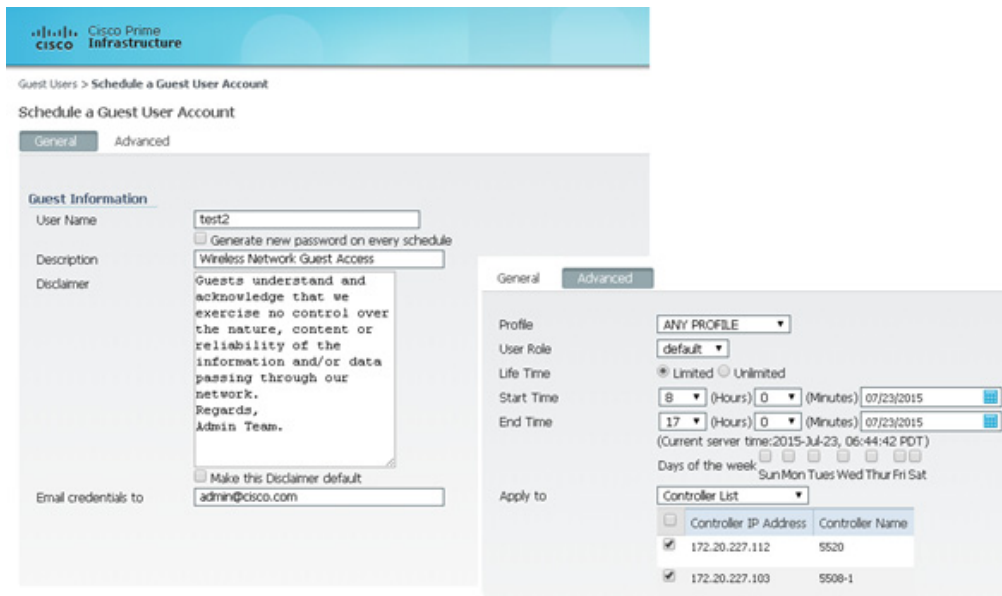 Cisco Prime
CISCO Infrastructure
Guest Users > Schedule a Guest User Account
Schedule a Guest User Account
General Advanced
Guest Information
User Name test2
Generate new password on every schedule
Description Wireless Network Guest Access
Disclaimer
Guests understand and
acknowledge that we
exercise no control over
the nature, content or
reliability of the
information and/or data
passing through our
network.
Regards,
Admin Team.
Make this Disclaimer default
Email credentials to admin@cisco.com
General Advanced
Profile ANY PROFILE
User Role default
Life Time Limited Unlimited
Start Time 8 (Hours) 0 (Minutes) 07/23/2015
End Time 17 (Hours) 0 (Minutes) 07/23/2015
(Current server time:2015-Jul-23, 06:44:42 PDT)
Days of the week Sun Mon Tues Wed Thur Fri Sat
Apply to Controller List
Controller IP Address Controller Name
172.20.227.112 5520
172.20.227.103 5508-1